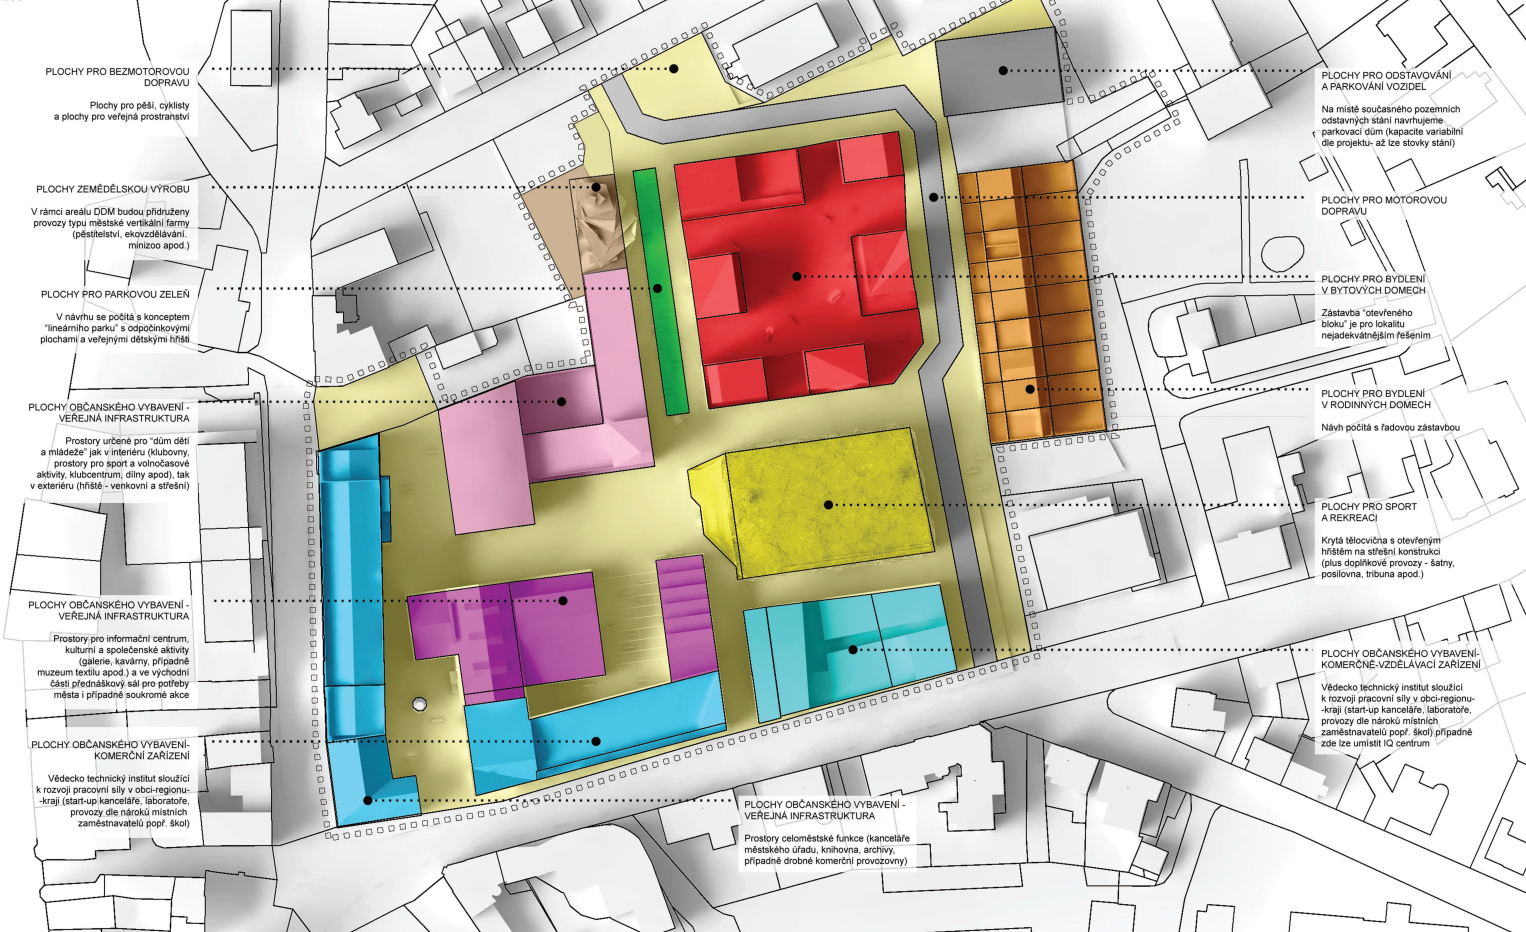 PLOCHY PRO BEZMOTOROVOU
DOPRAVU
Plochy pro pěší, cyklisty
a plochy pro veřejná prostranství
PLOCHY ZEMĚDĚLSKOU VÝROBU
V rámci areálu DDM budou přidruženy
provozy typu městské vertikální farmy
(pěstitelství, ekovzdělávání.
minizoo apod.)
PLOCHY PRO PARKOVOU ZELEŇ
V návrhu se počítá s konceptem
"lineárního parku" s odpočinkovými
plochami a veřejnými dětskými hřišti
PLOCHY OBČANSKÉHO VYBAVENÍ -
VEŘEJNÁ INFRASTRUKTURA
Prostory určené pro "dům dětí
a mládeže" jak v interiéru (klubovny,
prostory pro sport a volnočasové
aktivity, klubcentrum, dílny apod), tak
v exteriéru (hřiště - venkovní a střešní)
PLOCHY OBČANSKÉHO VYBAVENÍ -
VEŘEJNÁ INFRASTRUKTURA
Prostory pro informační centrum,
kulturní a společenské aktivity
(galerie, kavárny, případně
muzeum textilu apod.) a ve východní
části přednáškový sál pro potřeby
města i případně soukromé akce
PLOCHY OBČANSKÉHO VYBAVENÍ-
KOMERČNÍ ZAŘÍZENÍ
Vědecko technický institut sloužící
k rozvoji pracovní síly v obci-regionu-
-kraji (start-up kanceláře, laboratoře,
provozy dle nároků místních
zaměstnavatelů popř. škol)
PLOCHY OBČANSKÉHO VYBAVENÍ -
VEŘEJNÁ INFRASTRUKTURA
Prostory celoměstské funkce (kanceláře
městského úřadu, knihovna, archivy,
případně drobné komerční provozovny)
PLOCHY PRO ODSTAVOVÁNÍ
A PARKOVÁNÍ VOZIDEL
Na místě současného pozemních
odstavných stání navrhujeme
parkovací dům (kapacite variabilní
dle projektu- až lze stovky stání)
PLOCHY PRO MOTOROVOU
DOPRAVU
PLOCHY PRO BYDLENÍ
V BYTOVÝCH DOMECH
Zástavba "otevřeného
bloku" je pro lokalitu
nejadekvátnějším řešením
PLOCHY PRO BYDLENÍ
V RODINNÝCH DOMECH
Návh počítá s řadovou zástavbou
PLOCHY PRO SPORT
A REKREACI
Krytá tělocvična s otevřeným
hřištěm na střešní konstrukci
(plus doplňkové provozy - šatny,
posilovna, tribuna apod.)
PLOCHY OBČANSKÉHO VYBAVENÍ-
KOMERČNĚ-VZDĚLÁVACÍ ZAŘÍZENÍ
Vědecko technický institut sloužící
k rozvoji pracovní síly v obci-regionu-
-kraji (start-up kanceláře, laboratoře,
provozy dle nároků místních
zaměstnavatelů popř. škol) případně
zde lze umístit IQ centrum